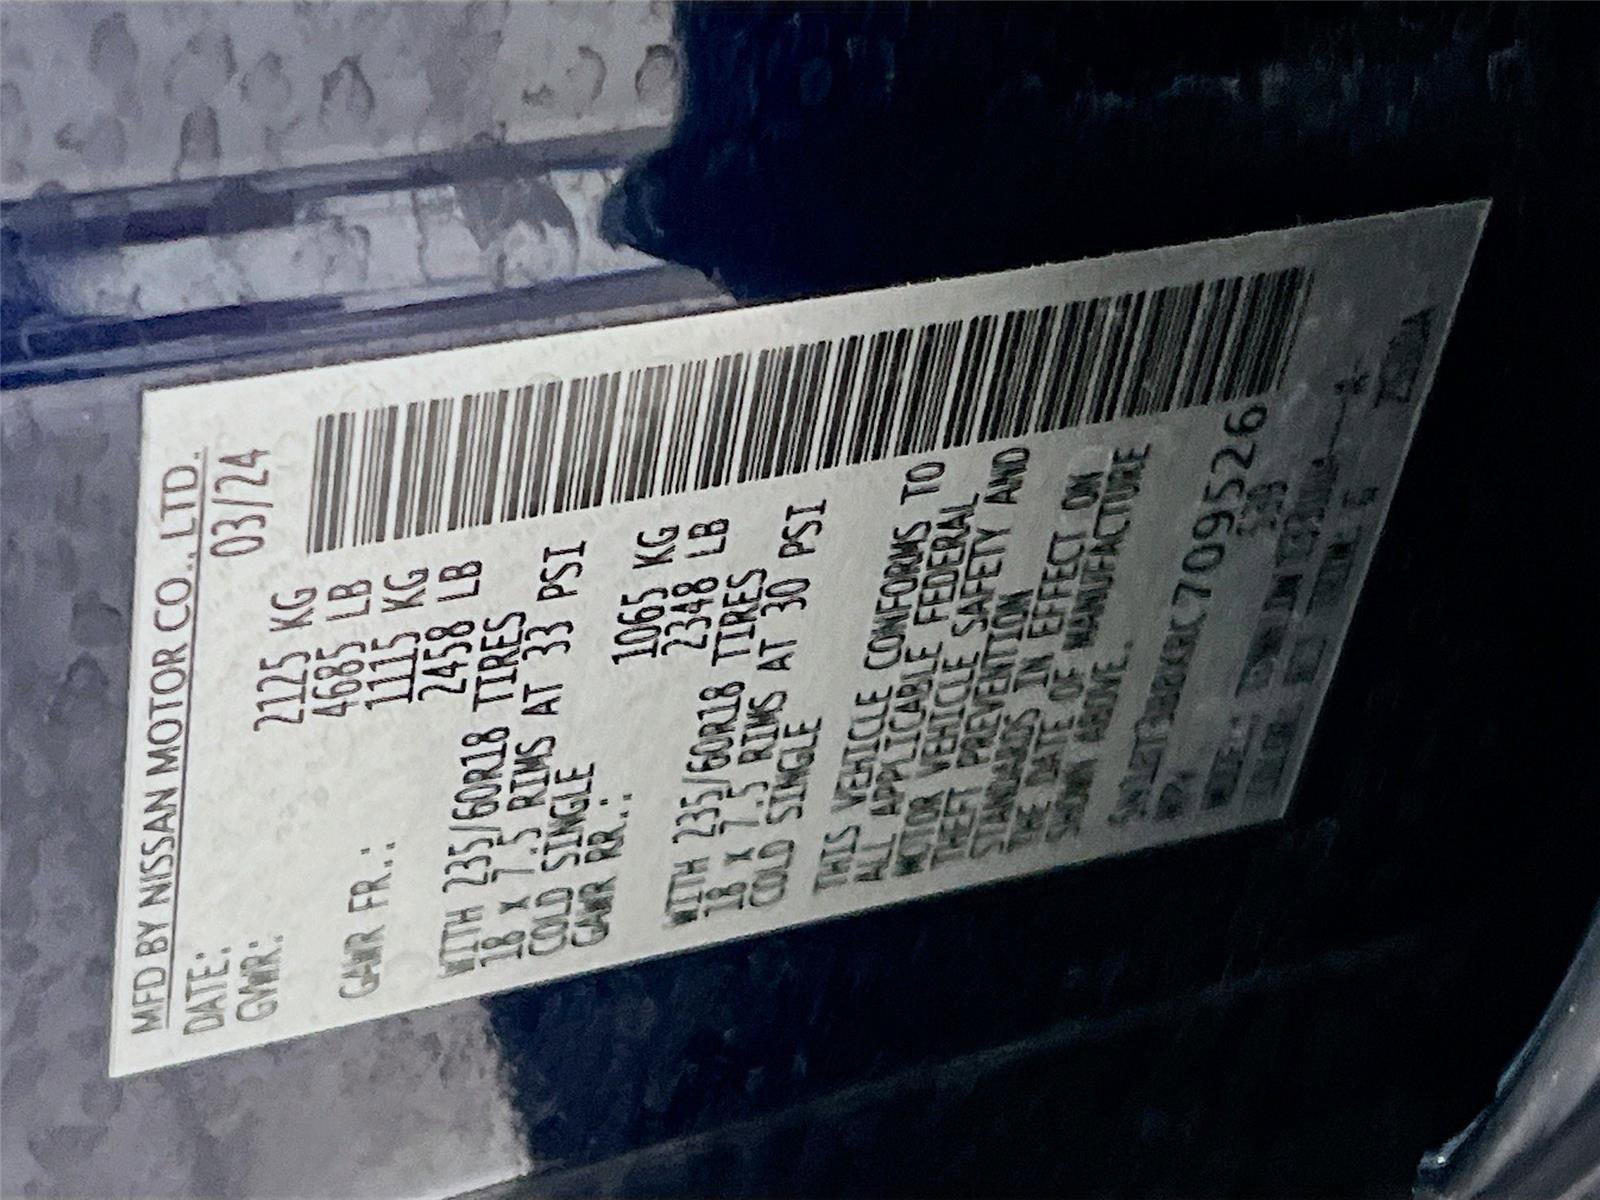 MFD BY NISSAN MOTOR CO., LTD.
DATE: 03/24
GVWR: 2125 KG
4685 LB
GAWR FR.: 1115 KG
2458 LB
WITH 235/60R18 TIRES
18 X 7.5 RIMS AT 33 PSI
COLD SINGLE
GAWR RR.: 1065 KG
2348 LB
WITH 235/60R18 TIRES
18 X 7.5 RIMS AT 30 PSI
COLD SINGLE
THIS VEHICLE CONFORMS TO
ALL APPLICABLE FEDERAL
MOTOR VEHICLE SAFETY AND
THEFT PREVENTION
STANDARDS IN EFFECT ON
THE DATE OF MANUFACTURE
SHOWN ABOVE.